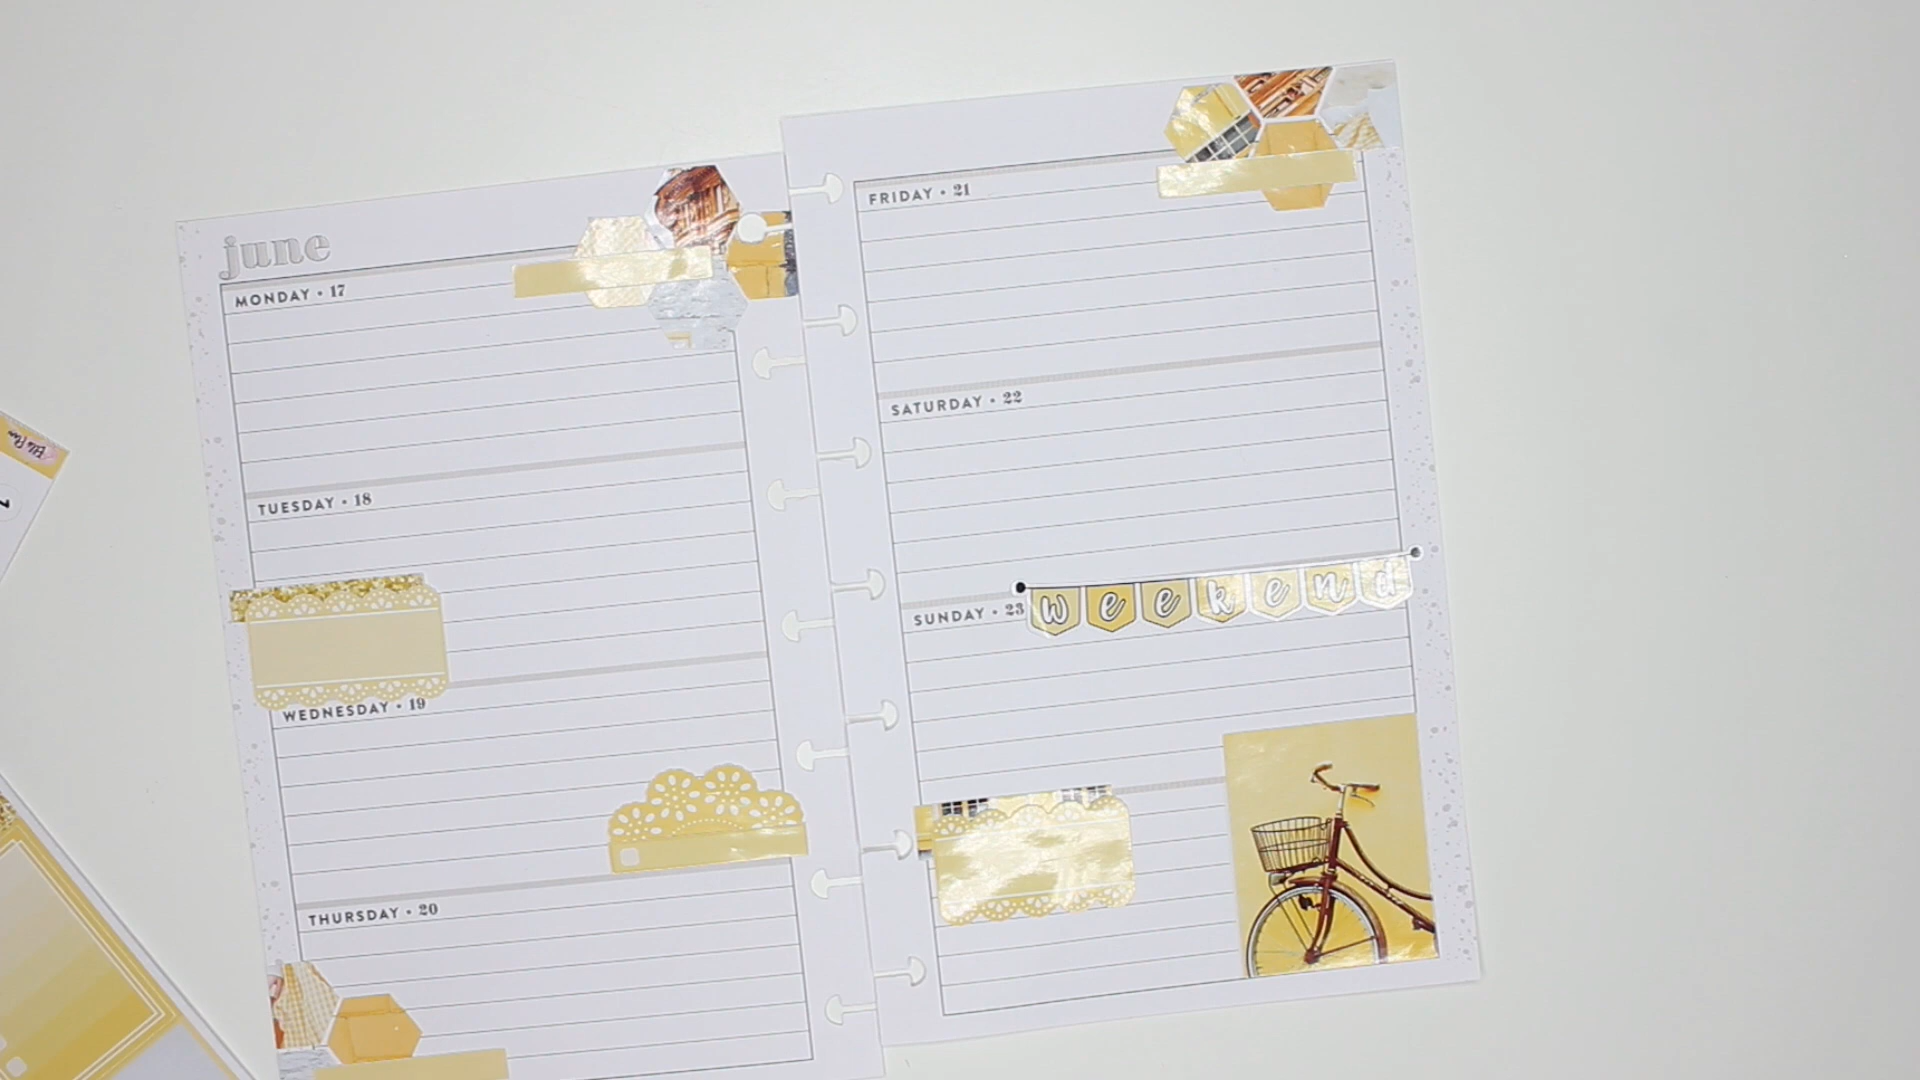 june
MONDAY • 17
TUESDAY • 18
WEDNESDAY • 19
THURSDAY • 20
FRIDAY • 21
SATURDAY • 22
SUNDAY • 23
weekend